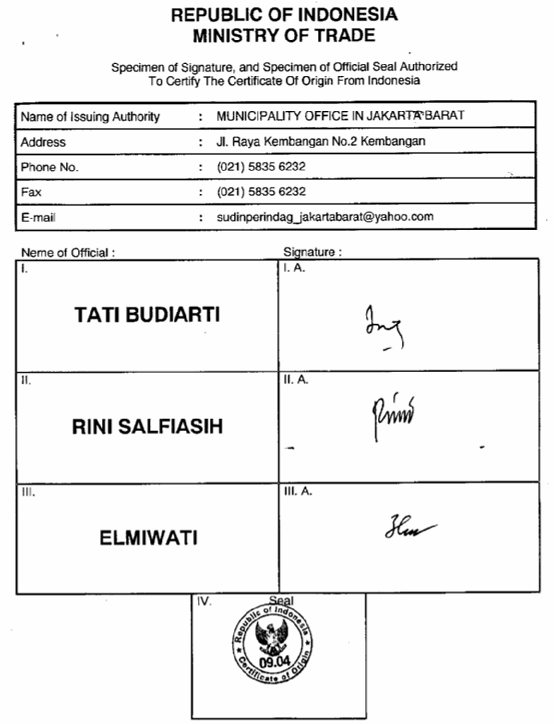 REPUBLIC OF INDONESIA
MINISTRY OF TRADE
Specimen of Signature, and Specimen of Official Seal Authorized
To Certify The Certificate Of Origin From Indonesia
Name of Issuing Authority : MUNICIPALITY OFFICE IN JAKARTA BARAT
Address : Jl. Raya Kembangan No.2 Kembangan
Phone No. : (021) 5835 6232
Fax : (021) 5835 6232
E-mail : sudinperindag_jakartabarat@yahoo.com
Name of Official : Signature :
I. I. A.
TATI BUDIARTI
II. II. A.
RINI SALFIASIH
III. III. A.
ELMIWATI
IV. Seal
Republic of Indonesia
09.04
Certificate of Origin